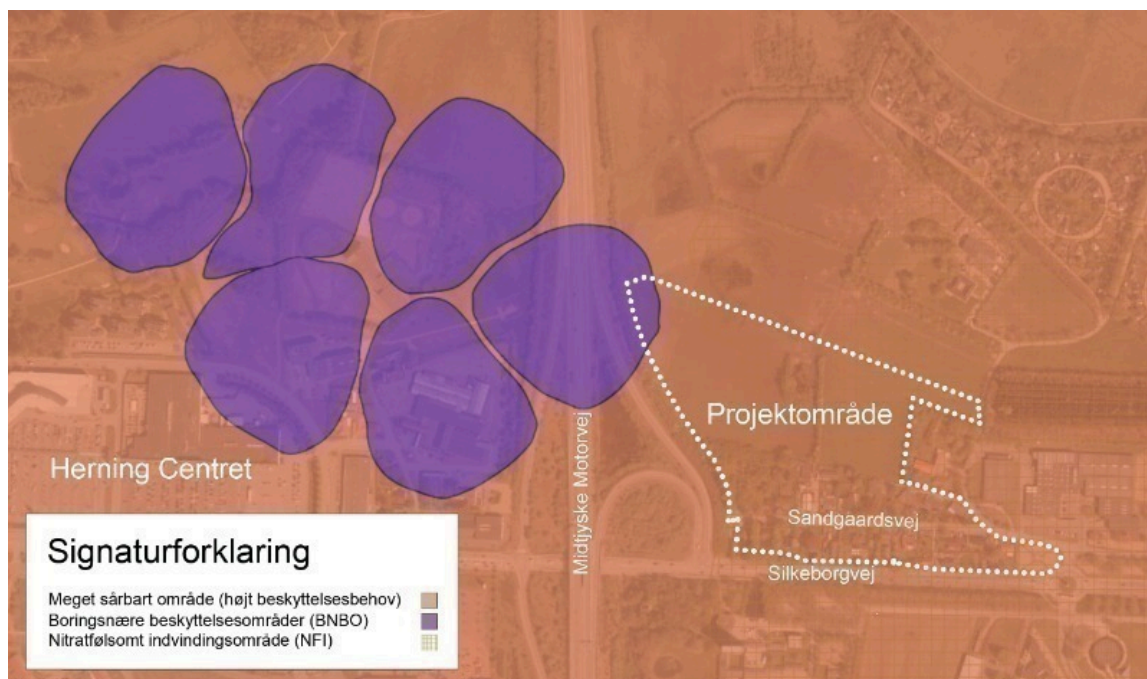 Projektområde
Herning Centret
Midtjyske Motorvej
Sandgaardsvej
Silkeborgvej
Signaturforklaring
Meget sårbart område (højt beskyttelsesbehov)
Boringsnære beskyttelsesområder (BNBO)
Nitratfølsomt indvindingsområde (NFI)